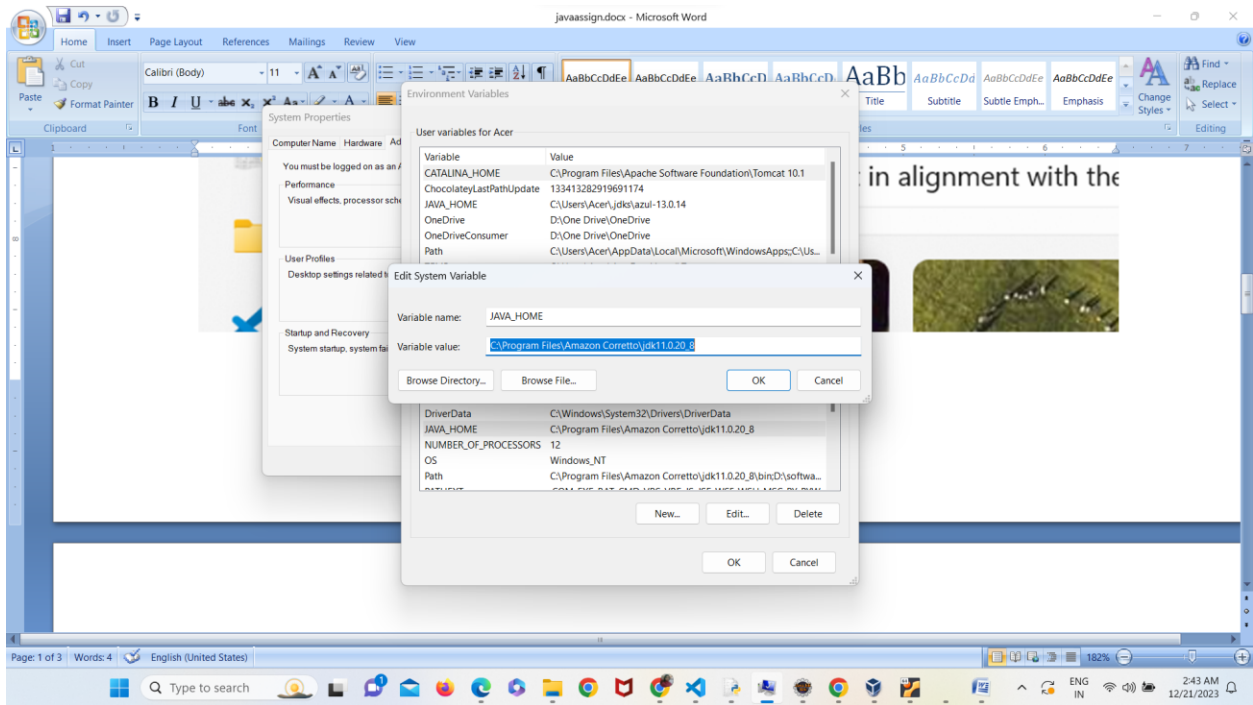 javaassign.docx - Microsoft Word
Home Insert Page Layout References Mailings Review View
Cut
Copy
Format Painter
Paste
Clipboard
Calibri (Body) 11
Font
AaBbCcDdEe AaBbCcDdEe AaBbCcD AaBbCcD AaBb AaBbCcDd AaBbCcDdEe AaBbCcDdEe
Title Subtitle Subtle Emph... Emphasis
Change Styles
Find
Replace
Select
Editing
System Properties
Computer Name Hardware Ad
You must be logged on as an A
Performance
Visual effects, processor sche
User Profiles
Desktop settings related t
Startup and Recovery
System startup, system fai
Environment Variables
User variables for Acer
Variable Value
CATALINA_HOME C:\Program Files\Apache Software Foundation\Tomcat 10.1
ChocolateyLastPathUpdate 133413282919691174
JAVA_HOME C:\Users\Acer\.jdks\azul-13.0.14
OneDrive D:\One Drive\OneDrive
OneDriveConsumer D:\One Drive\OneDrive
Path C:\Users\Acer\AppData\Local\Microsoft\WindowsApps;;C:\Us...
Edit System Variable
Variable name: JAVA_HOME
Variable value: C:\Program Files\Amazon Corretto\jdk11.0.20_8
Browse Directory... Browse File... OK Cancel
DriverData C:\Windows\System32\Drivers\DriverData
JAVA_HOME C:\Program Files\Amazon Corretto\jdk11.0.20_8
NUMBER_OF_PROCESSORS 12
OS Windows_NT
Path C:\Program Files\Amazon Corretto\jdk11.0.20_8\bin;D:\softwa...
New... Edit... Delete
OK Cancel
in alignment with the
Page: 1 of 3 Words: 4 English (United States) 182%
Type to search
ENG
IN
2:43 AM
12/21/2023